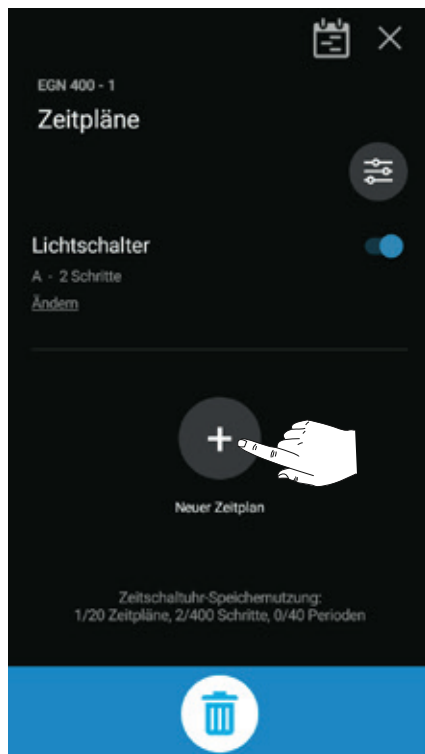 EGN 400 - 1
Zeitpläne
Lichtschalter
A - 2 Schritte
Ändern
Neuer Zeitplan
Zeitschaltuhr-Speichernutzung:
1/20 Zeitpläne, 2/400 Schritte, 0/40 Perioden